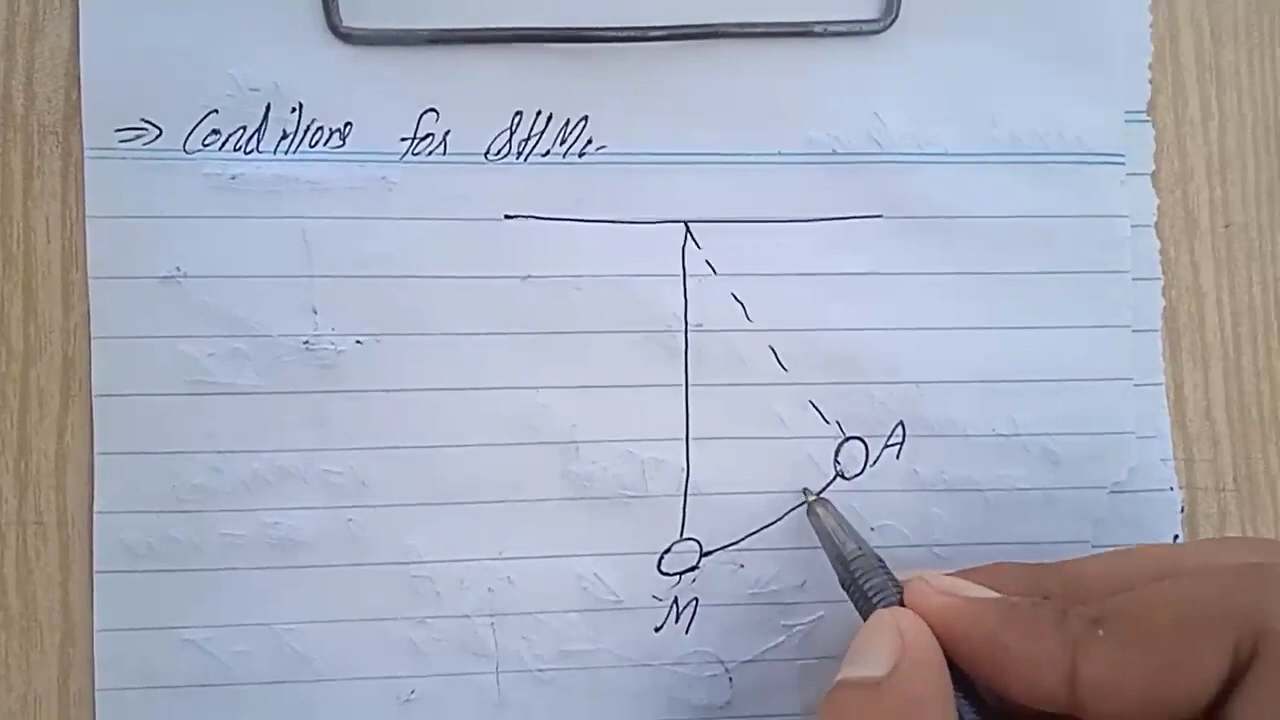 ⇒ Conditions for SHM:-
A
M